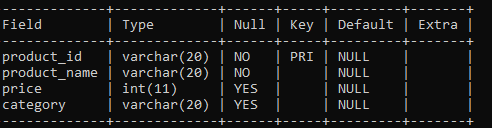 Field | Type | Null | Key | Default | Extra |
product_id | varchar(20) | NO | PRI | NULL | |
product_name | varchar(20) | NO | | NULL | |
price | int(11) | YES | | NULL | |
category | varchar(20) | YES | | NULL | |